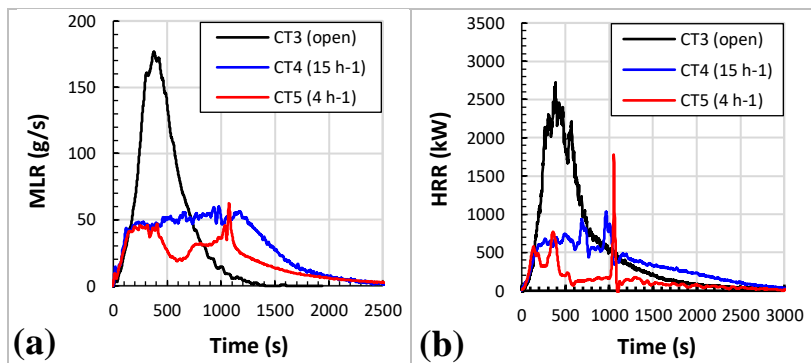 200
150
100
50
0
MLR (g/s)
CT3 (open)
CT4 (15 h-1)
CT5 (4 h-1)
0 500 1000 1500 2000 2500
Time (s)
(a)
3500
3000
2500
2000
1500
1000
500
0
HRR (kW)
CT3 (open)
CT4 (15 h-1)
CT5 (4 h-1)
0 500 1000 1500 2000 2500 3000
Time (s)
(b)